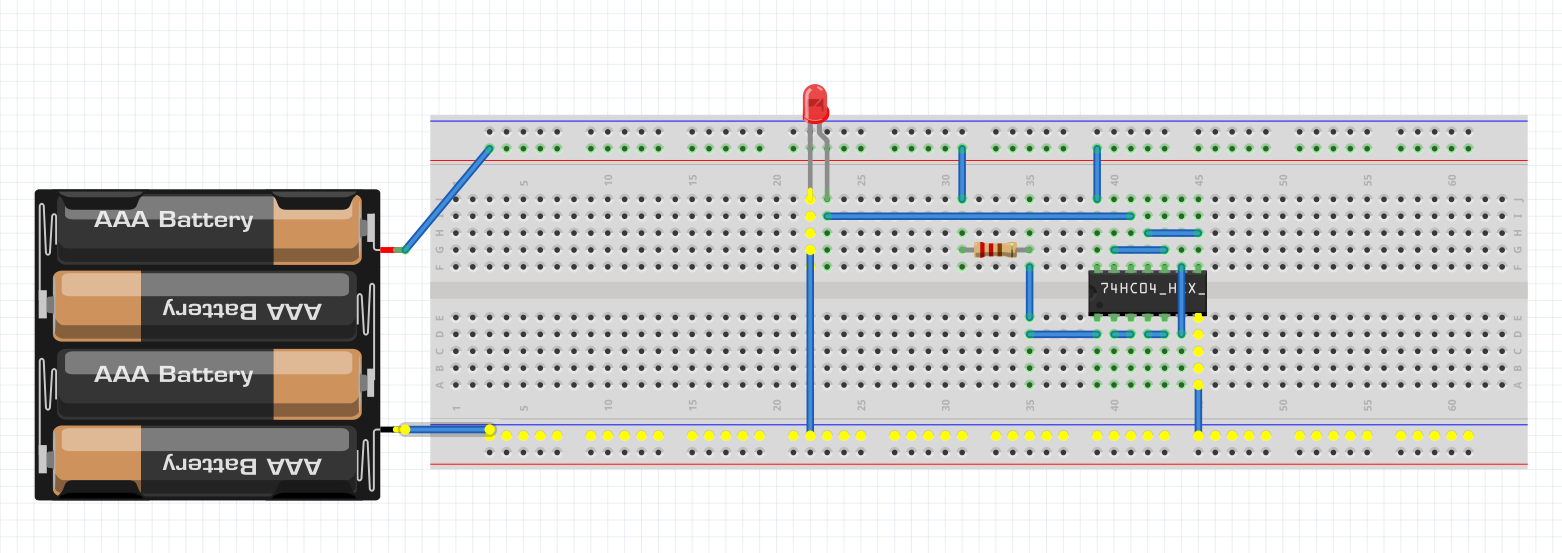 5 10 15 20 25 30 35 40 45 50 55 60
J
I
H H
G G
F F
E E
D D
C C
B B
A A
1 5 10 15 20 25 30 35 40 45 50 55 60
AAA Battery
AAA Battery
AAA Battery
AAA Battery
74HC04_HEX_